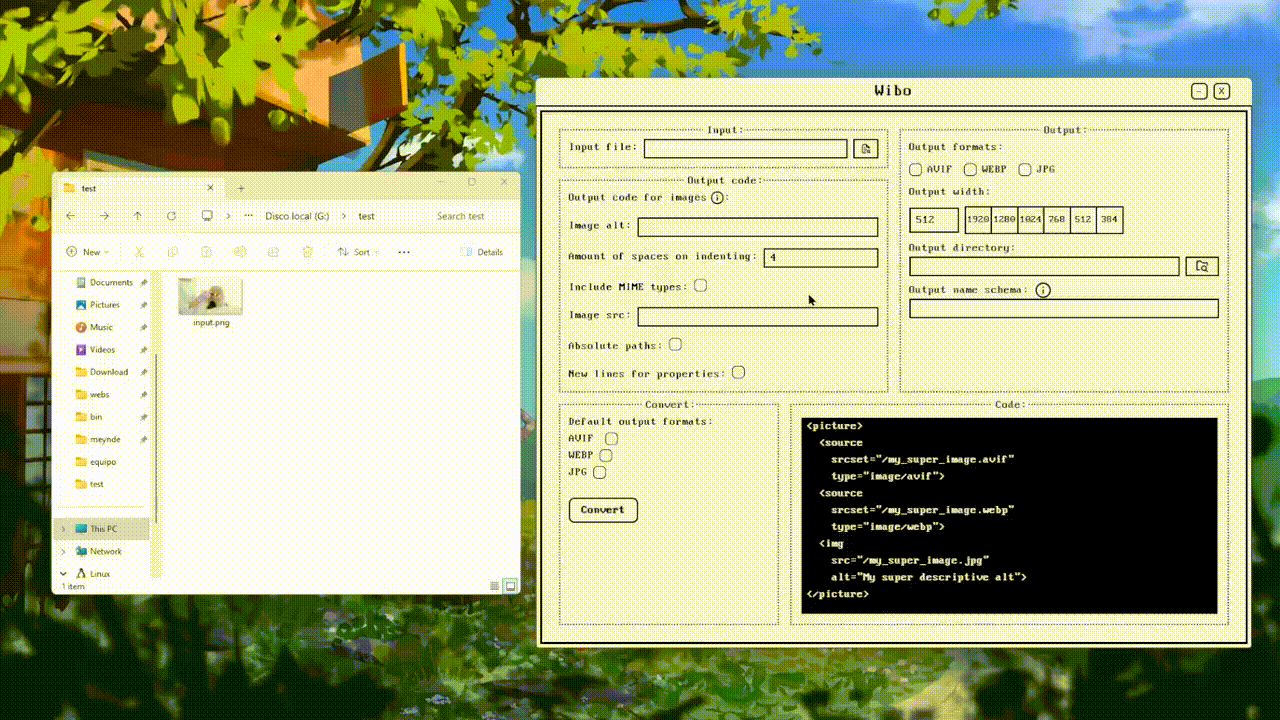 test
Disco local (G:)
test
Search test
New
Sort
Details
Documents
Pictures
Music
Videos
Download
webs
bin
meynde
equipo
test
This PC
Network
Linux
input.png
1 item
Wibo
Input:
Input file:
Output code:
Output code for images i:
Image alt:
Amount of spaces on indenting: 4
Include MIME types:
Image src:
Absolute paths:
New lines for properties:
Output:
Output formats:
AVIF WEBP JPG
Output width:
512 1920 1280 1024 768 512 384
Output directory:
Output name schema: i
Convert:
Default output formats:
AVIF
WEBP
JPG
Convert
Code:
<picture>
<source
srcset="/my_super_image.avif"
type="image/avif">
<source
srcset="/my_super_image.webp"
type="image/webp">
<img
src="/my_super_image.jpg"
alt="My super descriptive alt">
</picture>